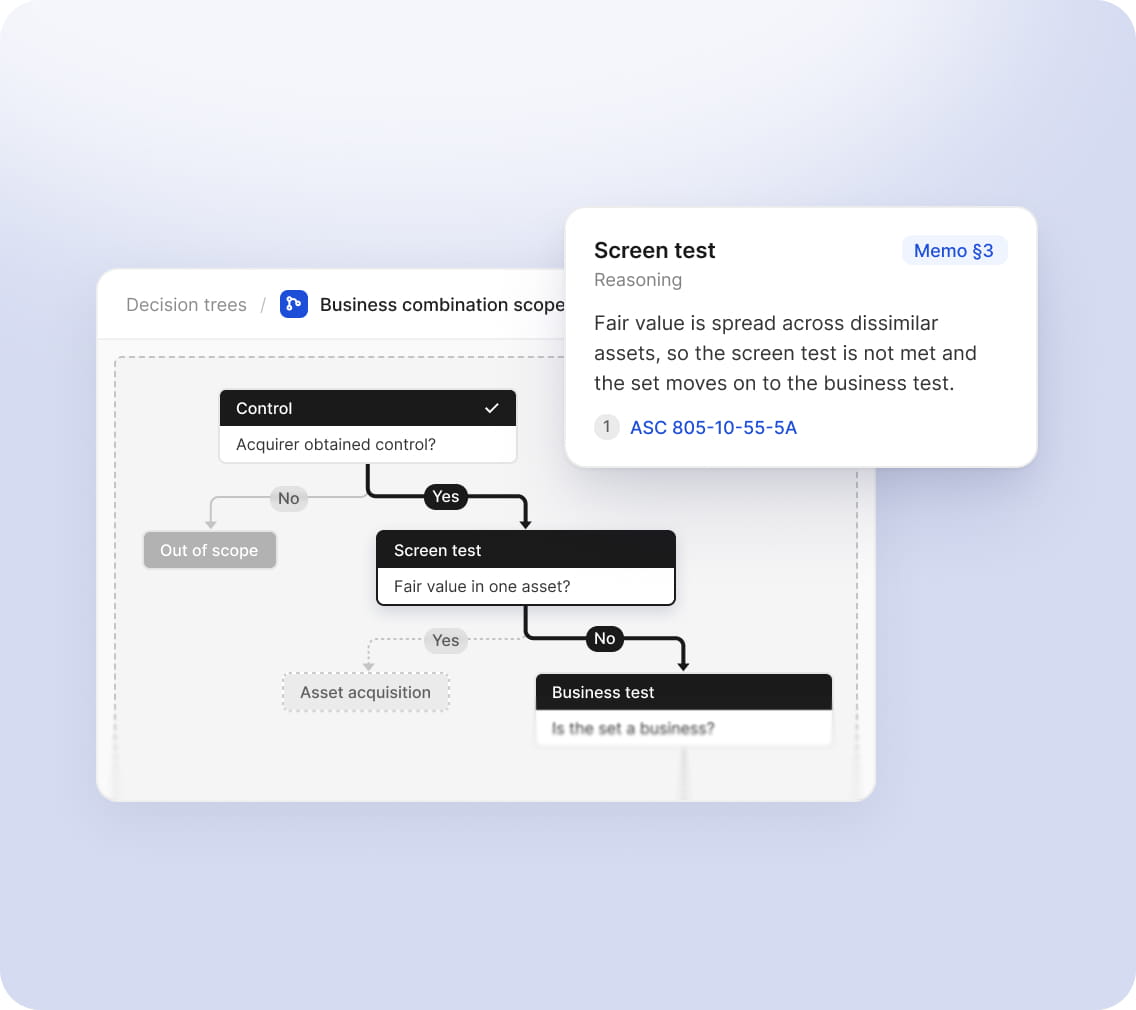 Decision trees / Business combination scope
Screen test
Memo §3
Reasoning
Fair value is spread across dissimilar
assets, so the screen test is not met and
the set moves on to the business test.
1 ASC 805-10-55-5A
Control
Acquirer obtained control?
No
Yes
Out of scope
Screen test
Fair value in one asset?
Yes
No
Asset acquisition
Business test
Is the set a business?